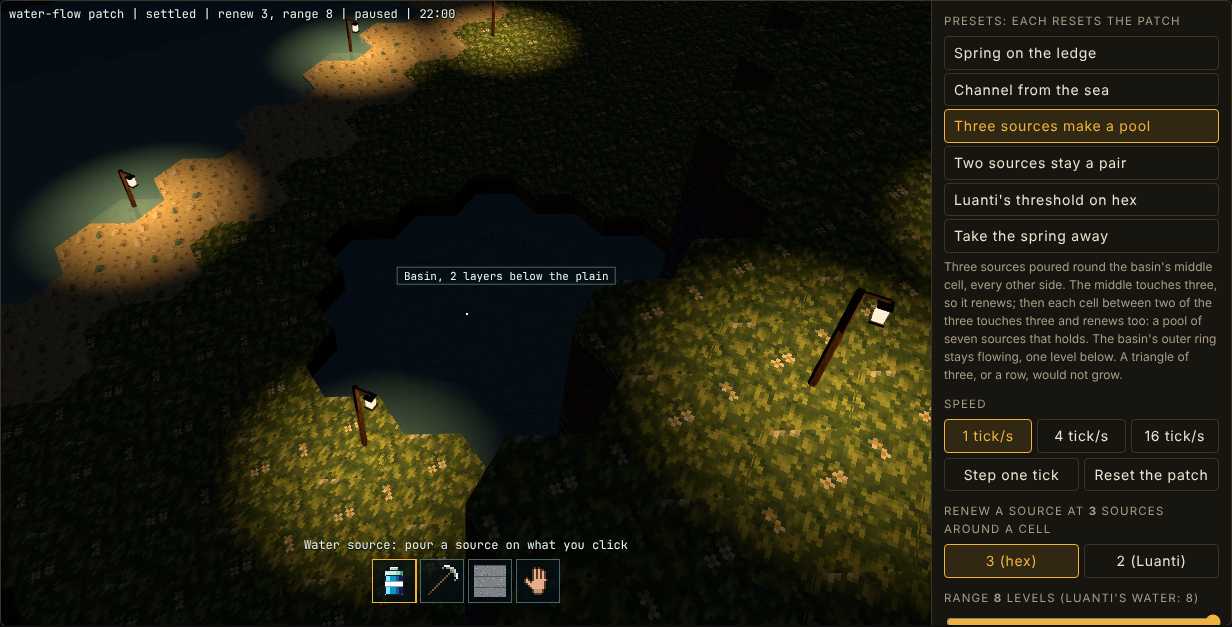 water-flow patch | settled | renew 3, range 8 | paused | 22:00
Basin, 2 layers below the plain
Water source: pour a source on what you click
PRESETS: EACH RESETS THE PATCH
Spring on the ledge
Channel from the sea
Three sources make a pool
Two sources stay a pair
Luanti's threshold on hex
Take the spring away
Three sources poured round the basin's middle
cell, every other side. The middle touches three,
so it renews; then each cell between two of the
three touches three and renews too: a pool of
seven sources that holds. The basin's outer ring
stays flowing, one level below. A triangle of
three, or a row, would not grow.
SPEED
1 tick/s
4 tick/s
16 tick/s
Step one tick
Reset the patch
RENEW A SOURCE AT 3 SOURCES
AROUND A CELL
3 (hex)
2 (Luanti)
RANGE 8 LEVELS (LUANTI'S WATER: 8)